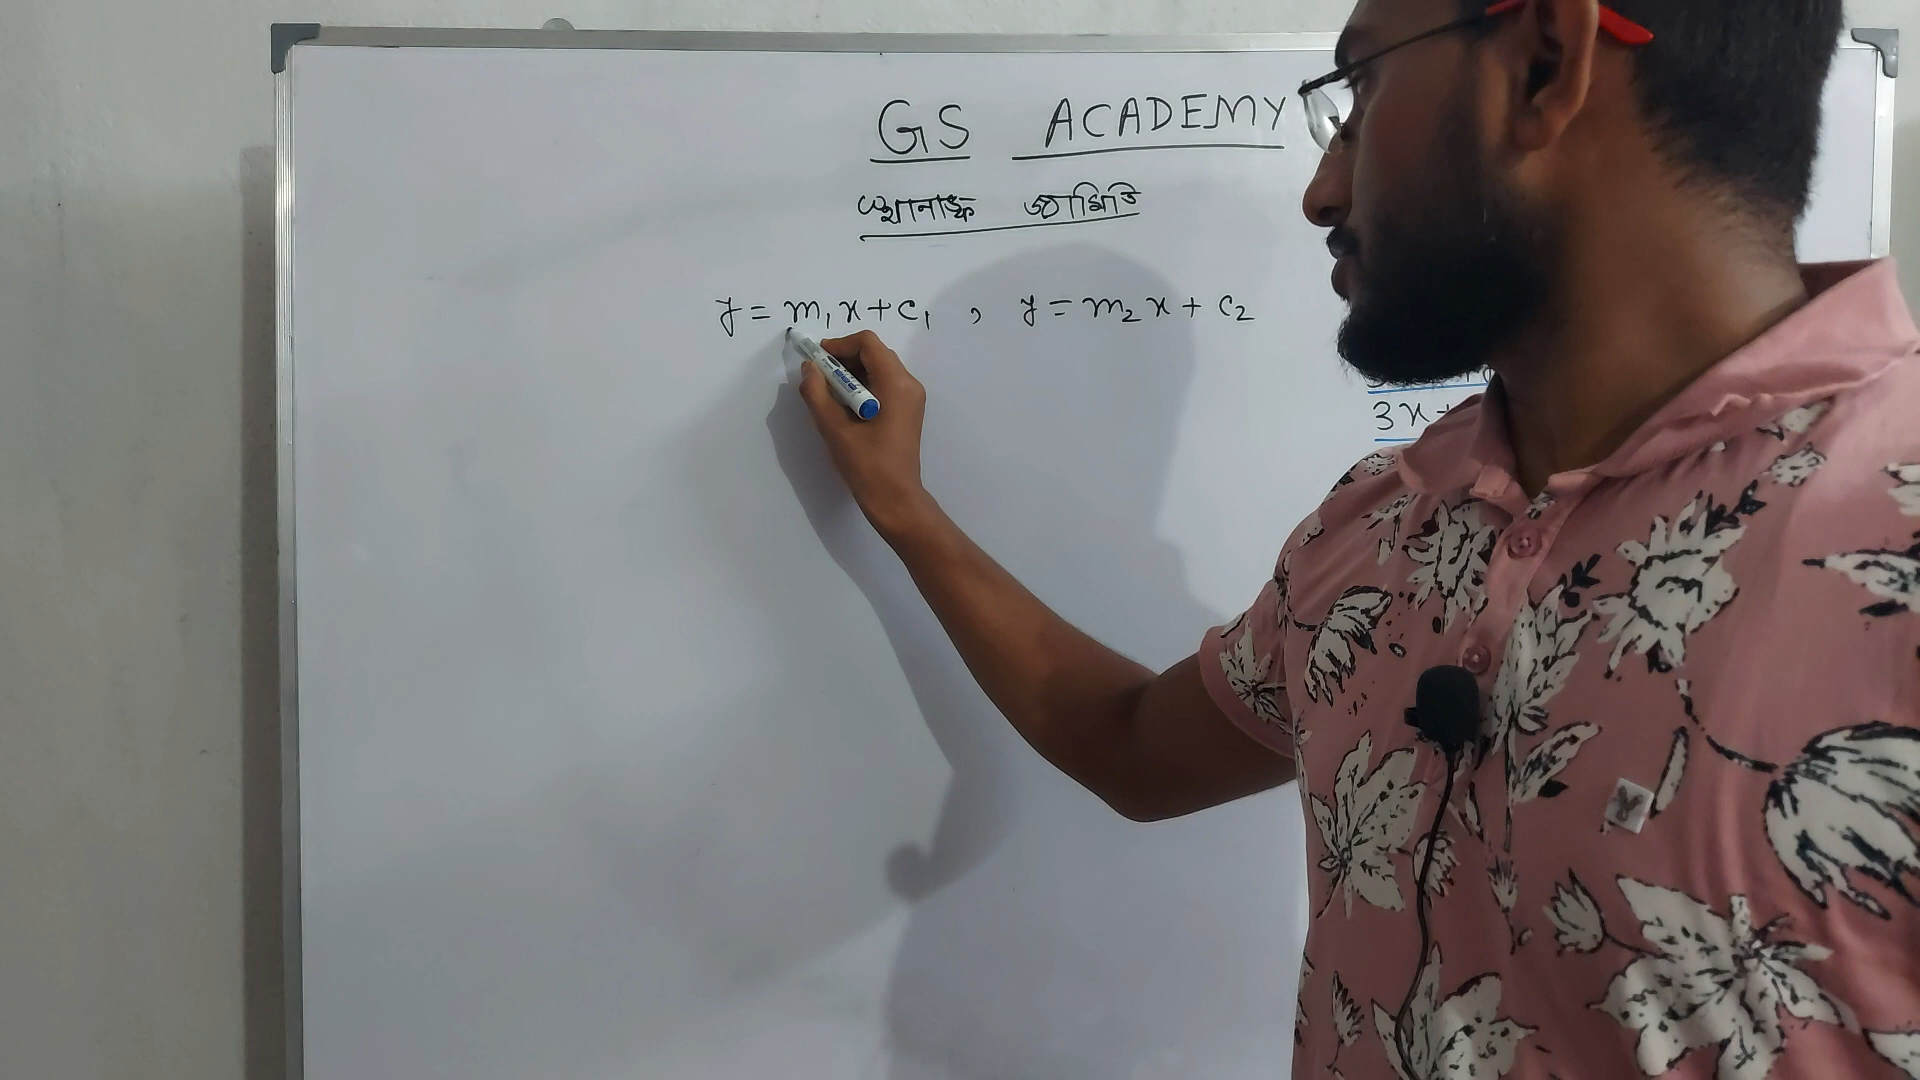 GS ACADEMY
স্থানাঙ্ক জ্যামিতি
y = m₁x+c₁ , y = m₂x + c₂
3x+